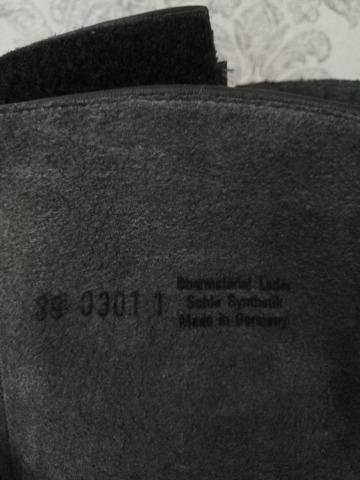 Obermaterial Leder
39 0301 1 Sohle Synthetik
Made in Germany